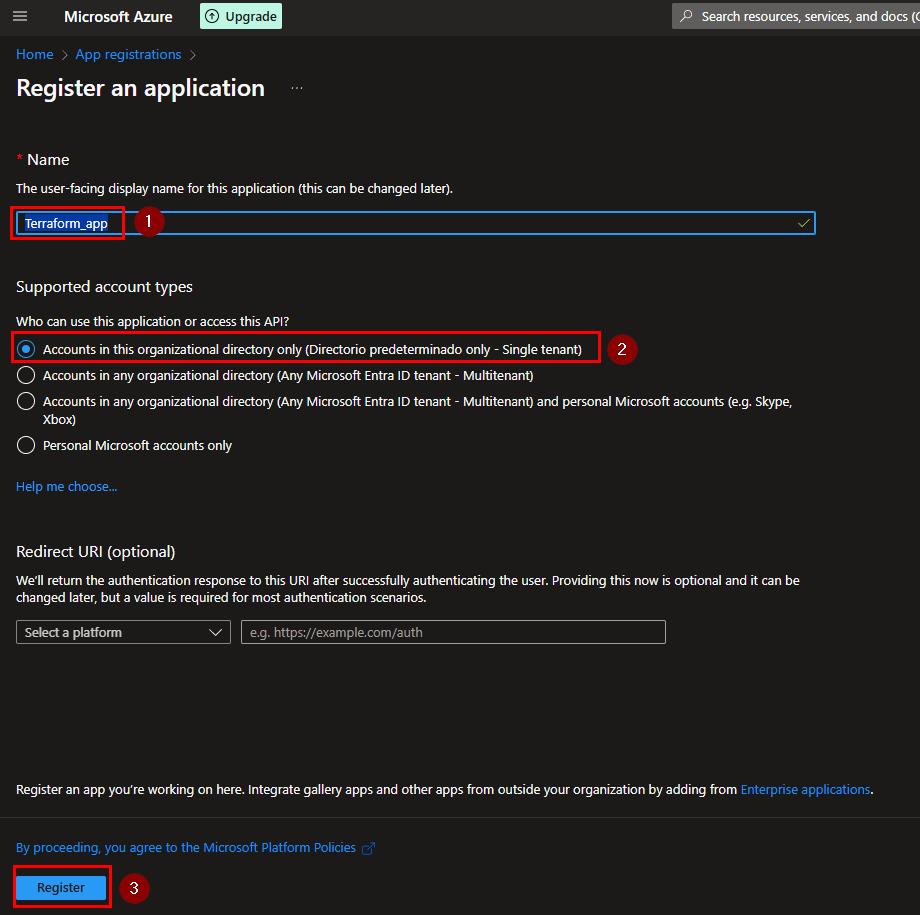 Microsoft Azure
Upgrade
Search resources, services, and docs (
Home > App registrations >
Register an application ...
* Name
The user-facing display name for this application (this can be changed later).
Terraform_app 1
Supported account types
Who can use this application or access this API?
Accounts in this organizational directory only (Directorio predeterminado only - Single tenant) 2
Accounts in any organizational directory (Any Microsoft Entra ID tenant - Multitenant)
Accounts in any organizational directory (Any Microsoft Entra ID tenant - Multitenant) and personal Microsoft accounts (e.g. Skype,
Xbox)
Personal Microsoft accounts only
Help me choose...
Redirect URI (optional)
We'll return the authentication response to this URI after successfully authenticating the user. Providing this now is optional and it can be
changed later, but a value is required for most authentication scenarios.
Select a platform
e.g. https://example.com/auth
Register an app you're working on here. Integrate gallery apps and other apps from outside your organization by adding from Enterprise applications.
By proceeding, you agree to the Microsoft Platform Policies
Register 3